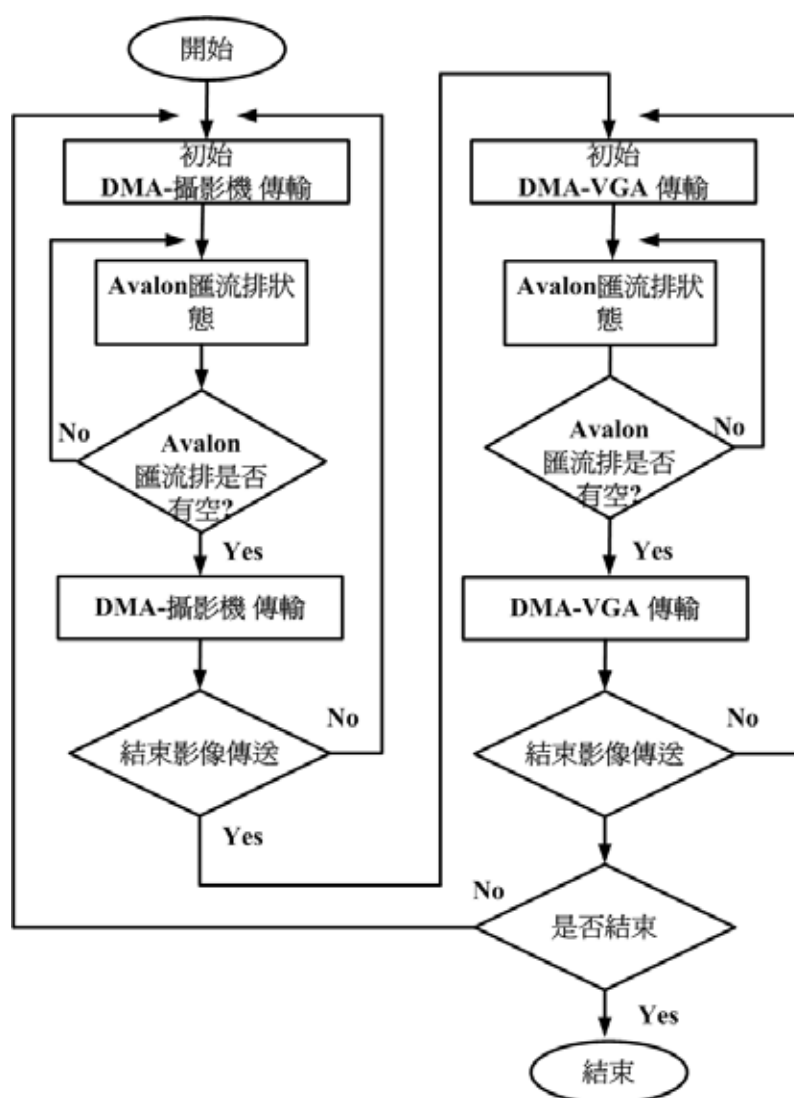 開始
初始
DMA-攝影機 傳輸
Avalon匯流排狀
態
No
Avalon
匯流排是否
有空?
Yes
DMA-攝影機 傳輸
No
結束影像傳送
Yes
初始
DMA-VGA 傳輸
Avalon匯流排狀
態
No
Avalon
匯流排是否
有空?
Yes
DMA-VGA 傳輸
No
結束影像傳送
No
是否結束
Yes
結束